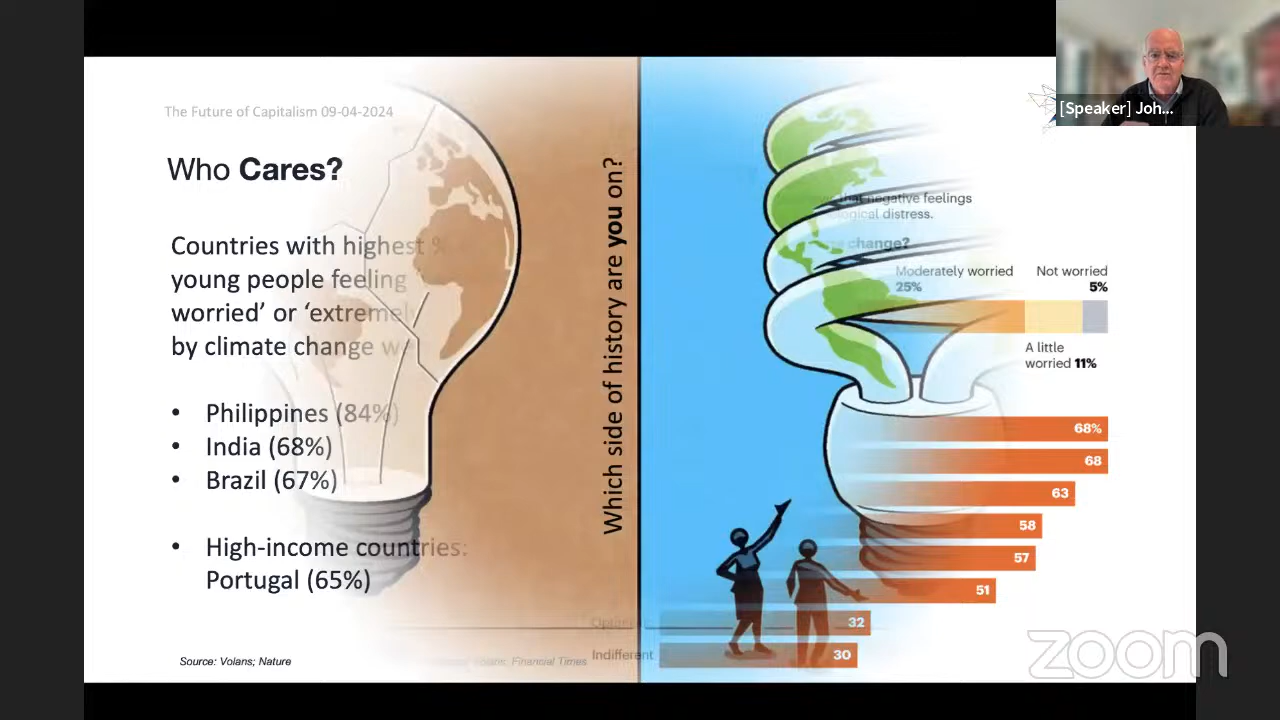 The Future of Capitalism 09-04-2024
Who Cares?
Countries with highest %
young people feeling
worried’ or ‘extremely
by climate change w
• Philippines (84%)
• India (68%)
• Brazil (67%)
• High-income countries:
Portugal (65%)
Source: Volans; Nature
Financial Times
Which side of history are you on?
that negative feelings
distress.
change?
Moderately worried
25%
Not worried
5%
A little
worried 11%
68%
68
63
58
57
51
32
Indifferent
30
[Speaker] Joh...
zoom